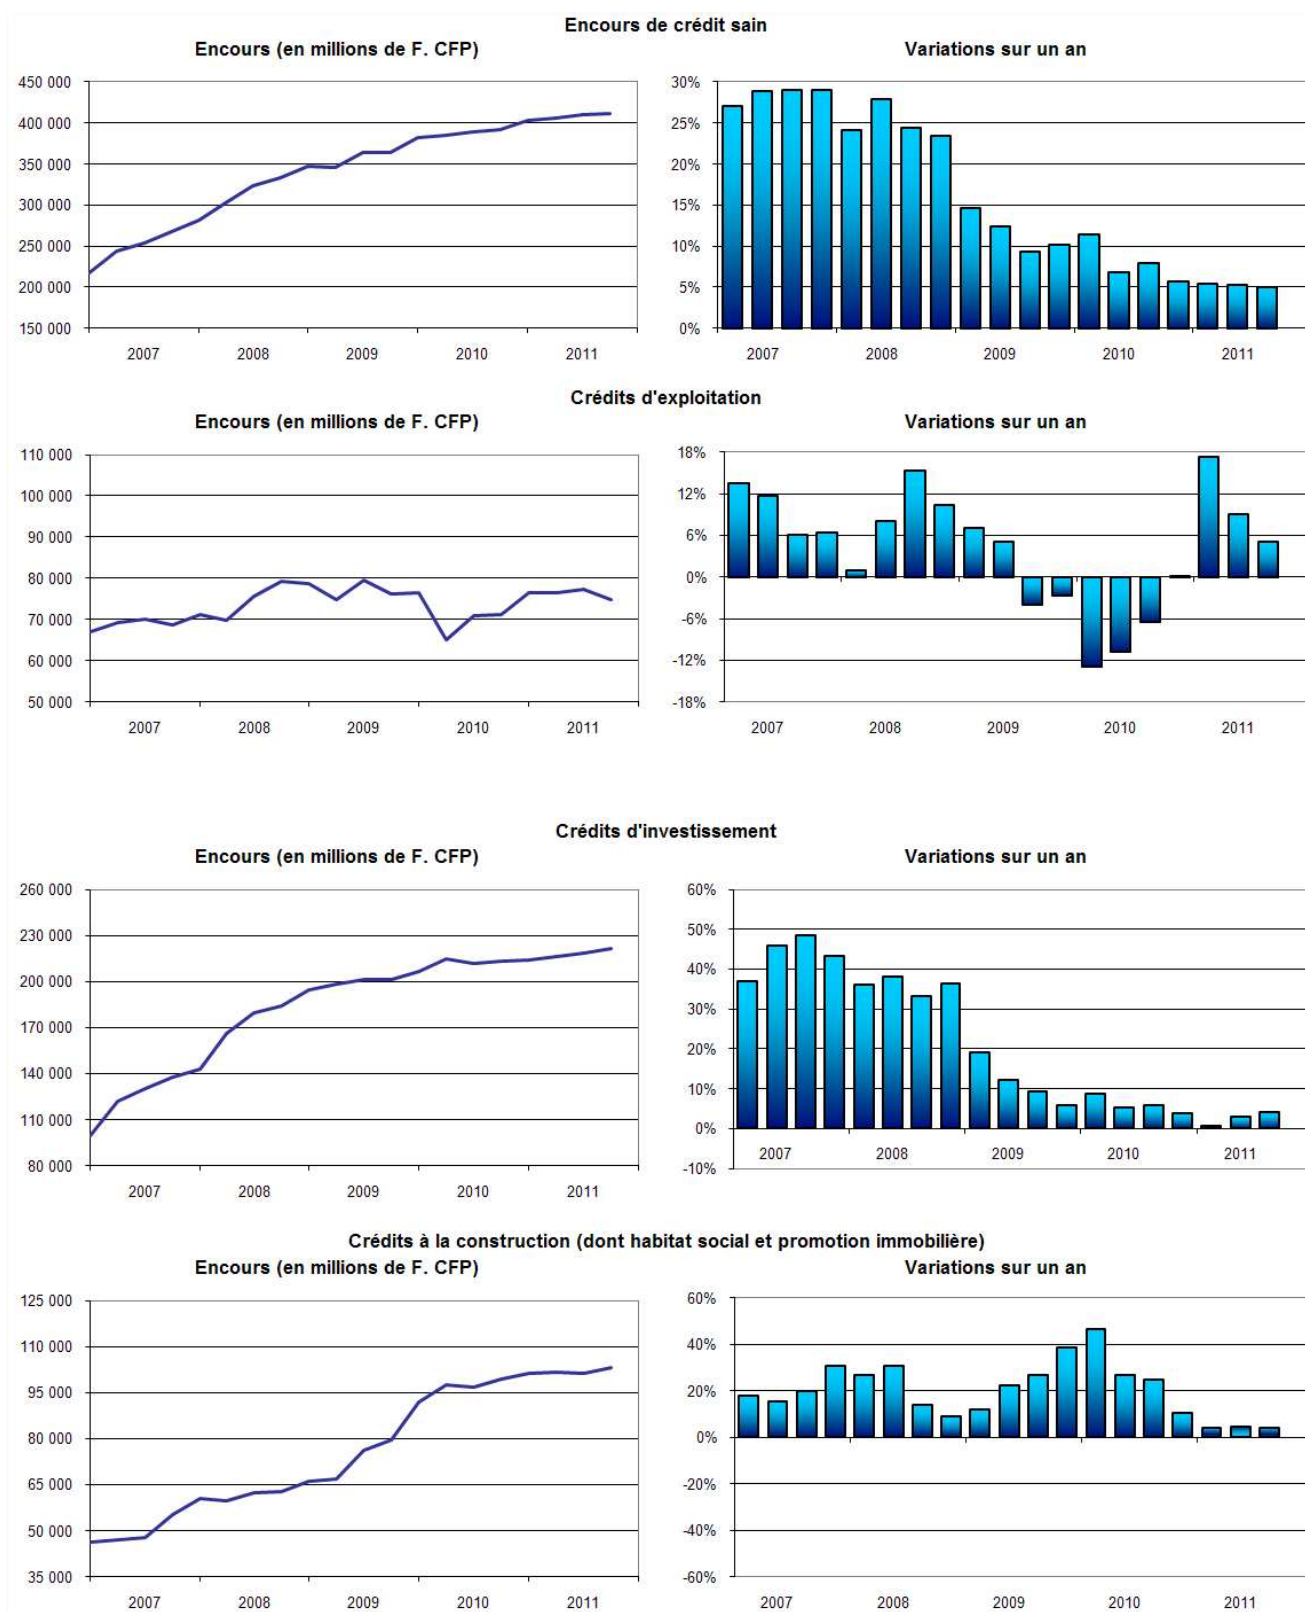 Encours de crédit sain
Encours (en millions de F. CFP)
Variations sur un an
450 000
400 000
350 000
300 000
250 000
200 000
150 000
2007 2008 2009 2010 2011
30%
25%
20%
15%
10%
5%
0%
2007 2008 2009 2010 2011
Crédits d'exploitation
Encours (en millions de F. CFP)
Variations sur un an
110 000
100 000
90 000
80 000
70 000
60 000
50 000
2007 2008 2009 2010 2011
18%
12%
6%
0%
-6%
-12%
-18%
2007 2008 2009 2010 2011
Crédits d'investissement
Encours (en millions de F. CFP)
Variations sur un an
260 000
230 000
200 000
170 000
140 000
110 000
80 000
2007 2008 2009 2010 2011
60%
50%
40%
30%
20%
10%
0%
-10%
2007 2008 2009 2010 2011
Crédits à la construction (dont habitat social et promotion immobilière)
Encours (en millions de F. CFP)
Variations sur un an
125 000
110 000
95 000
80 000
65 000
50 000
35 000
2007 2008 2009 2010 2011
60%
40%
20%
0%
-20%
-40%
-60%
2007 2008 2009 2010 2011